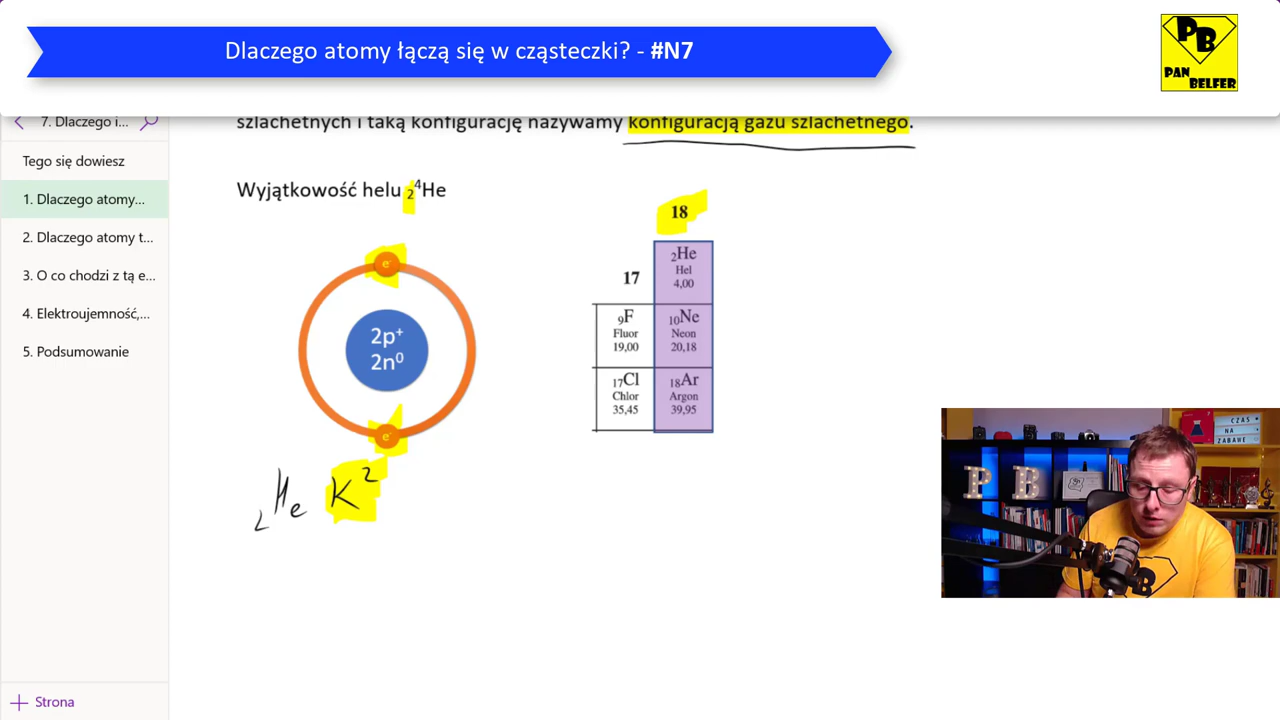 Dlaczego atomy łączą się w cząsteczki? - #N7
PB
PAN
BELFER
7. Dlaczego i...
szlachetnych i taką konfigurację nazywamy konfiguracją gazu szlachetnego.
Tego się dowiesz
1. Dlaczego atomy...
2. Dlaczego atomy t...
3. O co chodzi z tą e...
4. Elektroujemność,...
5. Podsumowanie
Wyjątkowość helu ⁴₂He
e⁻
2p⁺
2n⁰
e⁻
₂He K²
18
17
₂He
Hel
4,00
₉F
Fluor
19,00
₁₀Ne
Neon
20,18
₁₇Cl
Chlor
35,45
₁₈Ar
Argon
39,95
CZAS
NA
ZABAWE
P B
B
Strona